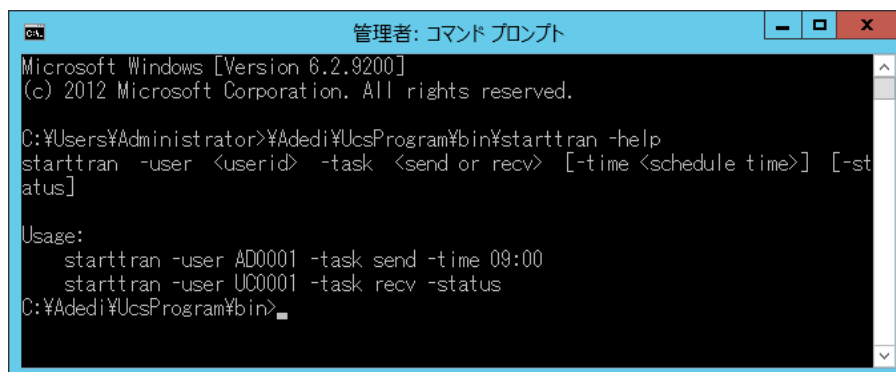 管理者: コマンド プロンプト
Microsoft Windows [Version 6.2.9200]
(c) 2012 Microsoft Corporation. All rights reserved.
C:¥Users¥Administrator>¥Adedi¥UcsProgram¥bin¥starttran -help
starttran -user <userid> -task <send or recv> [-time <schedule time>] [-st
atus]
Usage:
starttran -user AD0001 -task send -time 09:00
starttran -user UC0001 -task recv -status
C:¥Adedi¥UcsProgram¥bin>